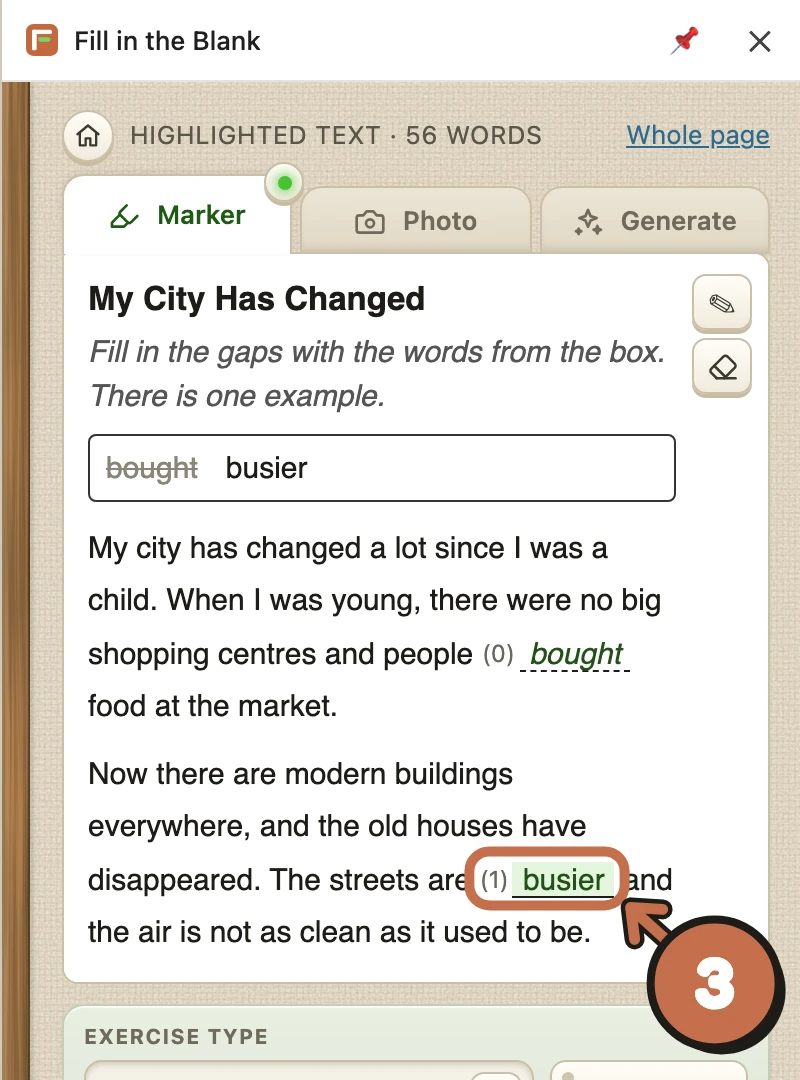 Fill in the Blank
HIGHLIGHTED TEXT · 56 WORDS
Whole page
Marker
Photo
Generate
My City Has Changed
Fill in the gaps with the words from the box.
There is one example.
bought busier
My city has changed a lot since I was a
child. When I was young, there were no big
shopping centres and people (0) bought
food at the market.
Now there are modern buildings
everywhere, and the old houses have
disappeared. The streets are (1) busier and
the air is not as clean as it used to be.
3
EXERCISE TYPE